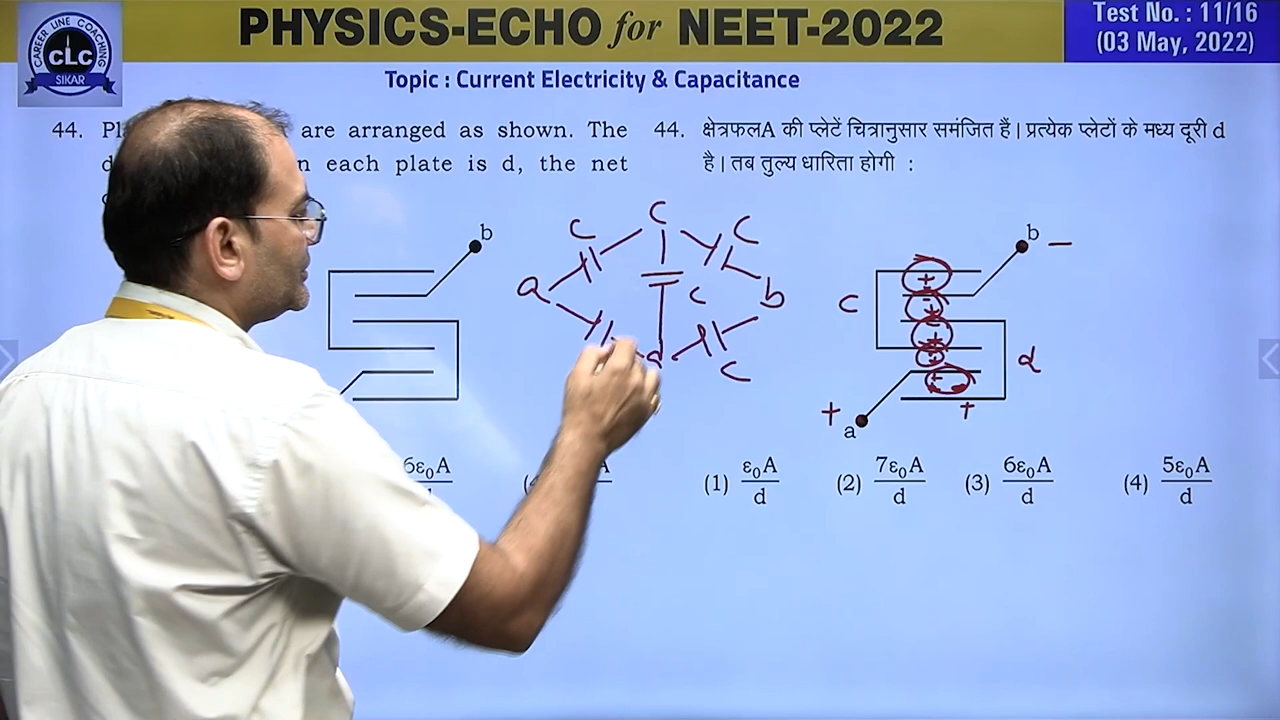 CAREER LINE COACHING
CLC
SIKAR
PHYSICS-ECHO for NEET-2022
Test No. : 11/16
(03 May, 2022)
Topic : Current Electricity & Capacitance
44. are arranged as shown. The
each plate is d, the net
b
6ε₀A
44. क्षेत्रफलA की प्लेटें चित्रानुसार समंजित हैं। प्रत्येक प्लेटों के मध्य दूरी d
है। तब तुल्य धारिता होगी :
C C C
a C b
d C
b −
C
d
+ a +
(1) ε₀A/d (2) 7ε₀A/d (3) 6ε₀A/d (4) 5ε₀A/d